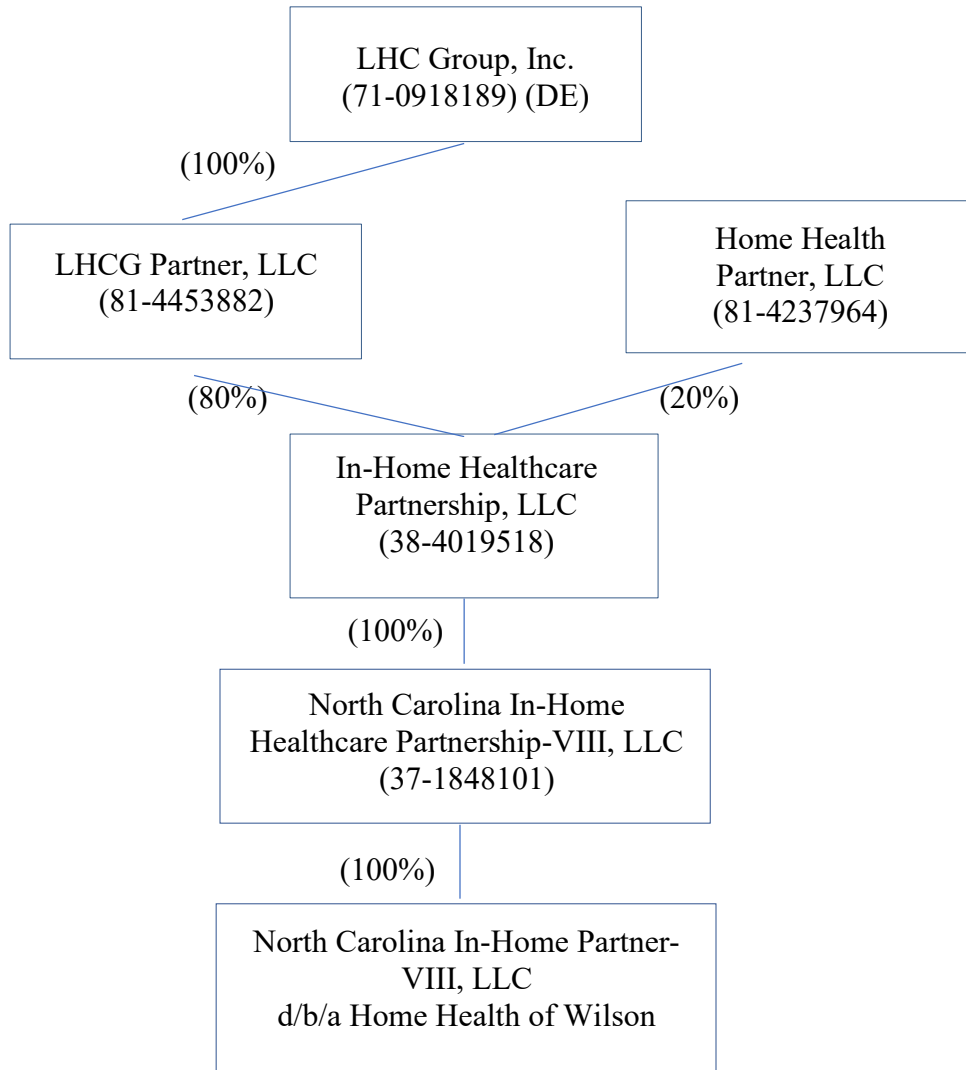 LHC Group, Inc.
(71-0918189) (DE)
(100%)
LHCG Partner, LLC
(81-4453882)
Home Health
Partner, LLC
(81-4237964)
(80%)
(20%)
In-Home Healthcare
Partnership, LLC
(38-4019518)
(100%)
North Carolina In-Home
Healthcare Partnership-VIII, LLC
(37-1848101)
(100%)
North Carolina In-Home Partner-
VIII, LLC
d/b/a Home Health of Wilson